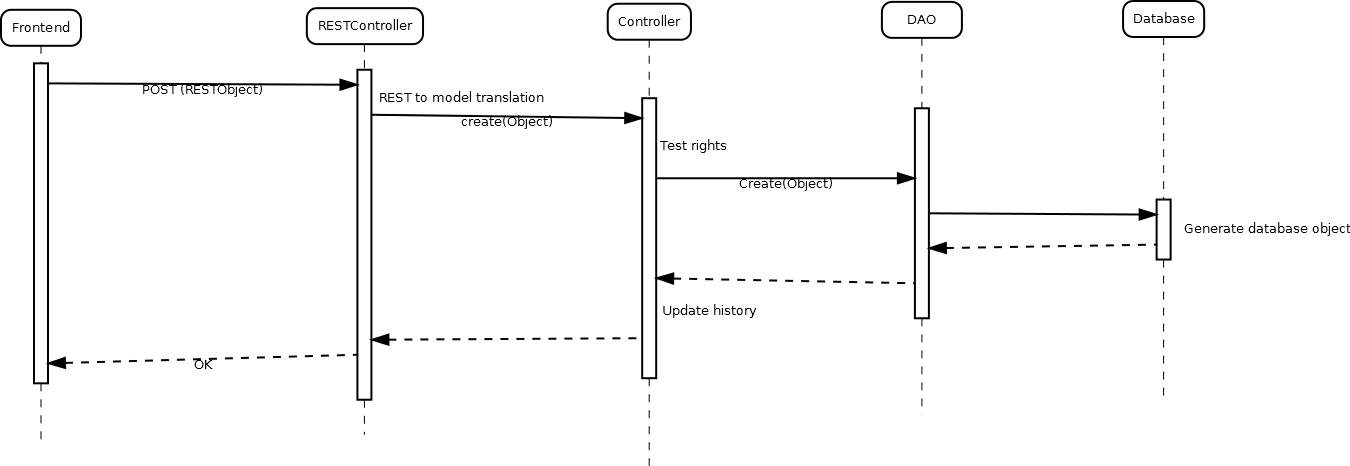 Frontend
RESTController
Controller
DAO
Database
POST (RESTObject)
REST to model translation
create(Object)
Test rights
Create(Object)
Generate database object
Update history
OK